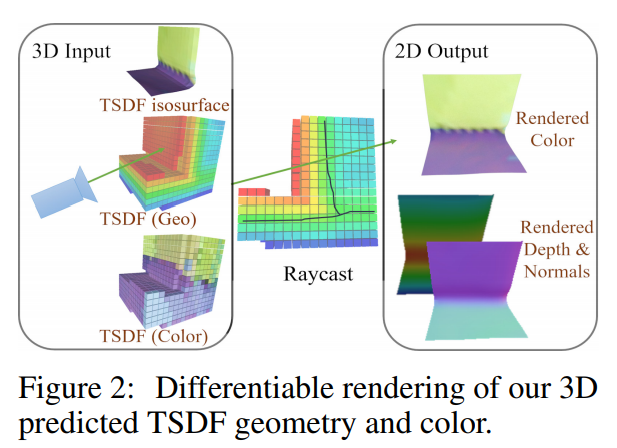 3D Input
TSDF isosurface
TSDF (Geo)
TSDF (Color)
Raycast
2D Output
Rendered
Color
Rendered
Depth &
Normals
Figure 2: Differentiable rendering of our 3D
predicted TSDF geometry and color.